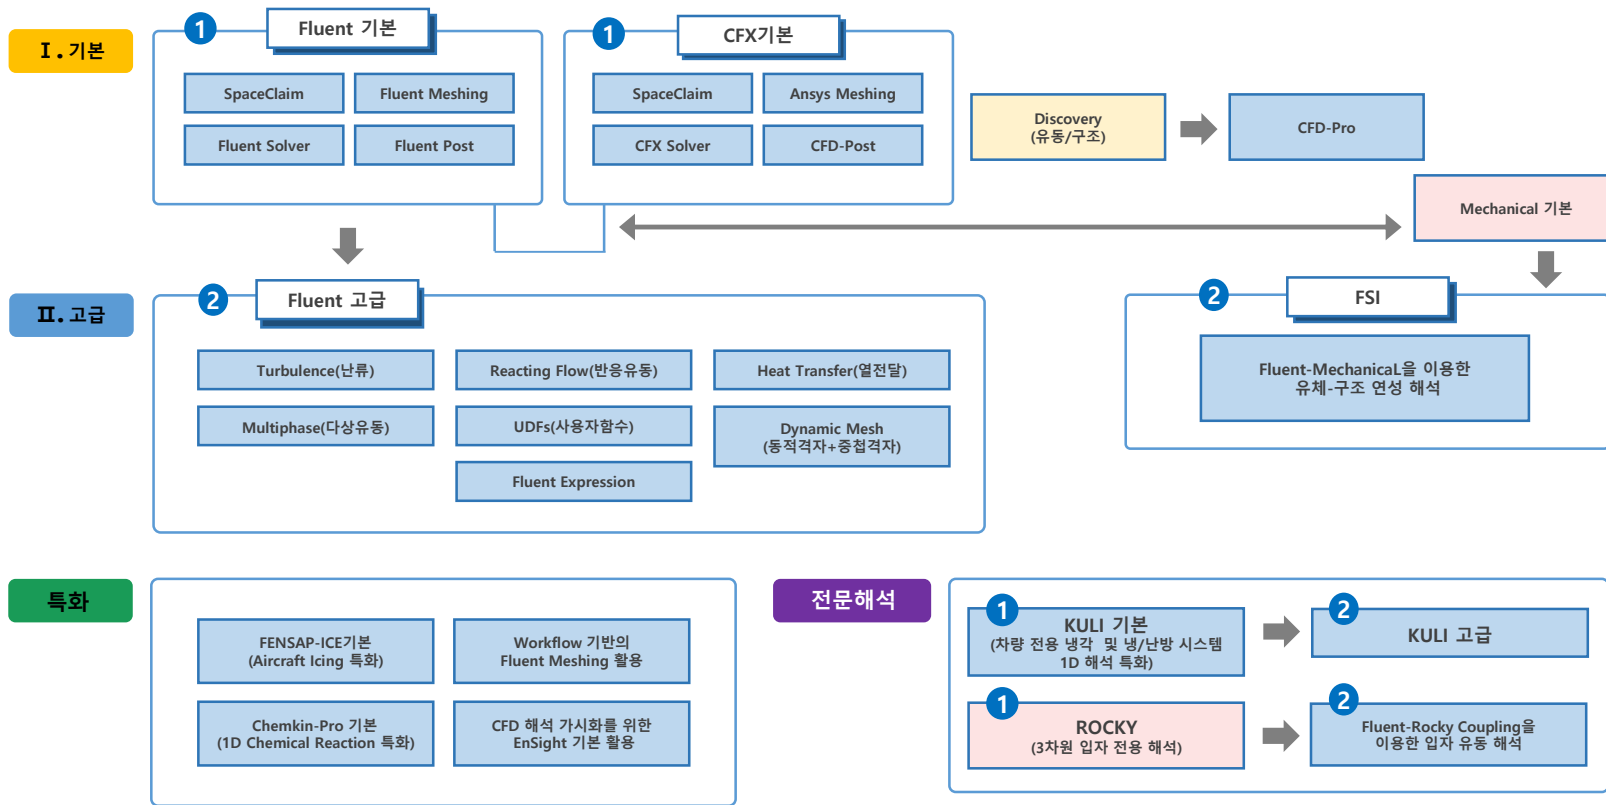 Ⅰ. 기본
1
Fluent 기본
SpaceClaim
Fluent Meshing
Fluent Solver
Fluent Post
1
CFX기본
SpaceClaim
Ansys Meshing
CFX Solver
CFD-Post
Discovery
(유동/구조)
CFD-Pro
Mechanical 기본
Ⅱ. 고급
2
Fluent 고급
Turbulence(난류)
Reacting Flow(반응유동)
Heat Transfer(열전달)
Multiphase(다상유동)
UDFs(사용자함수)
Dynamic Mesh
(동적격자+중첩격자)
Fluent Expression
2
FSI
Fluent-MechanicaL을 이용한
유체-구조 연성 해석
특화
FENSAP-ICE기본
(Aircraft Icing 특화)
Workflow 기반의
Fluent Meshing 활용
Chemkin-Pro 기본
(1D Chemical Reaction 특화)
CFD 해석 가시화를 위한
EnSight 기본 활용
전문해석
1
KULI 기본
(차량 전용 냉각 및 냉/난방 시스템
1D 해석 특화)
2
KULI 고급
1
ROCKY
(3차원 입자 전용 해석)
2
Fluent-Rocky Coupling을
이용한 입자 유동 해석